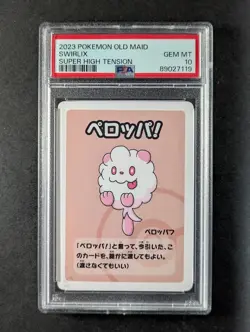 2023 POKEMON OLD MAID
SWIRLIX
GEM MT
SUPER HIGH TENSION
10
PSA
89027119
ペロッパ!
ペロッパフ
「ペロッパ!」と言って、今引いた、こ
のカードを、誰かに渡してもよい。
(渡さなくてもいい)